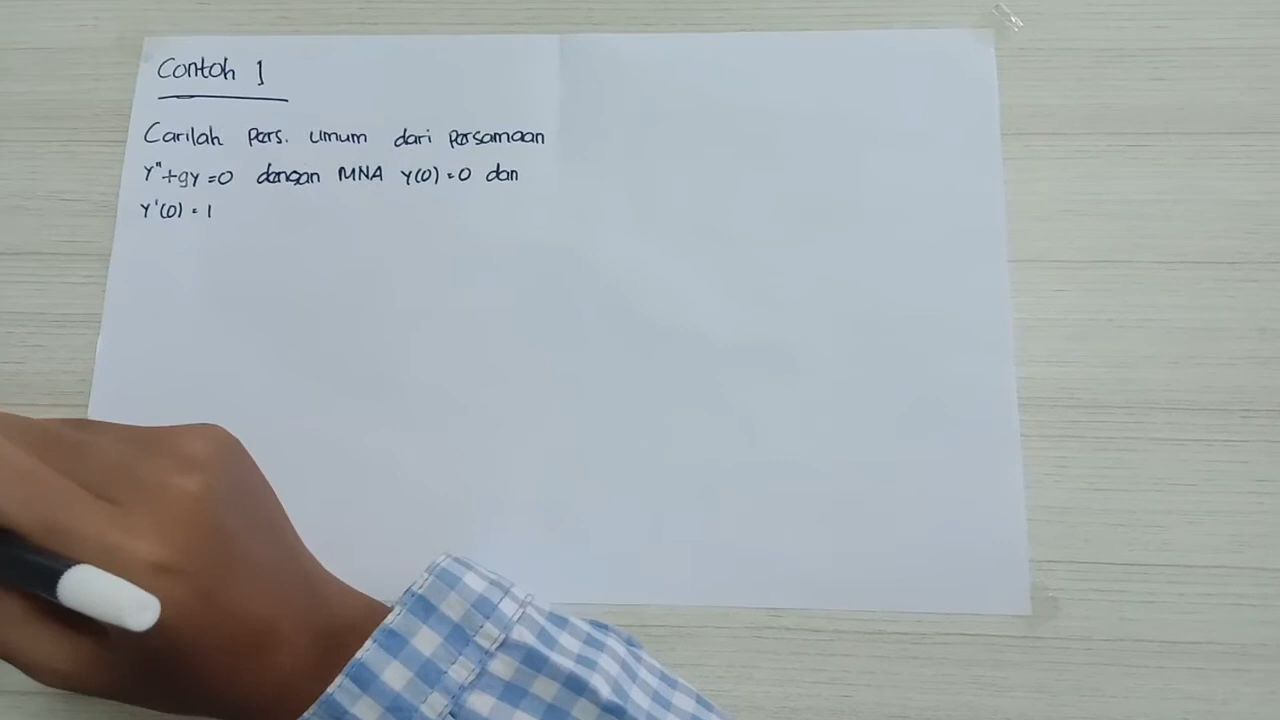 Contoh 1
Carilah Pers. Umum dari Persamaan
y"+9y=0 dengan MNA y(0)=0 dan
y'(0)=1